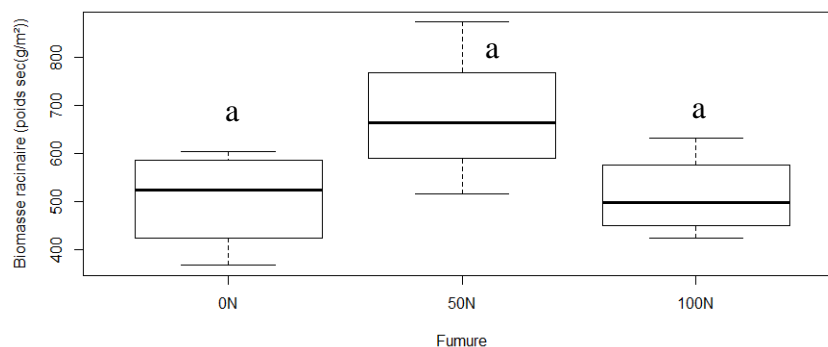 Biomasse racinaire (poids sec(g/m²))
800
700
600
500
400
a
a
a
0N
50N
100N
Fumure